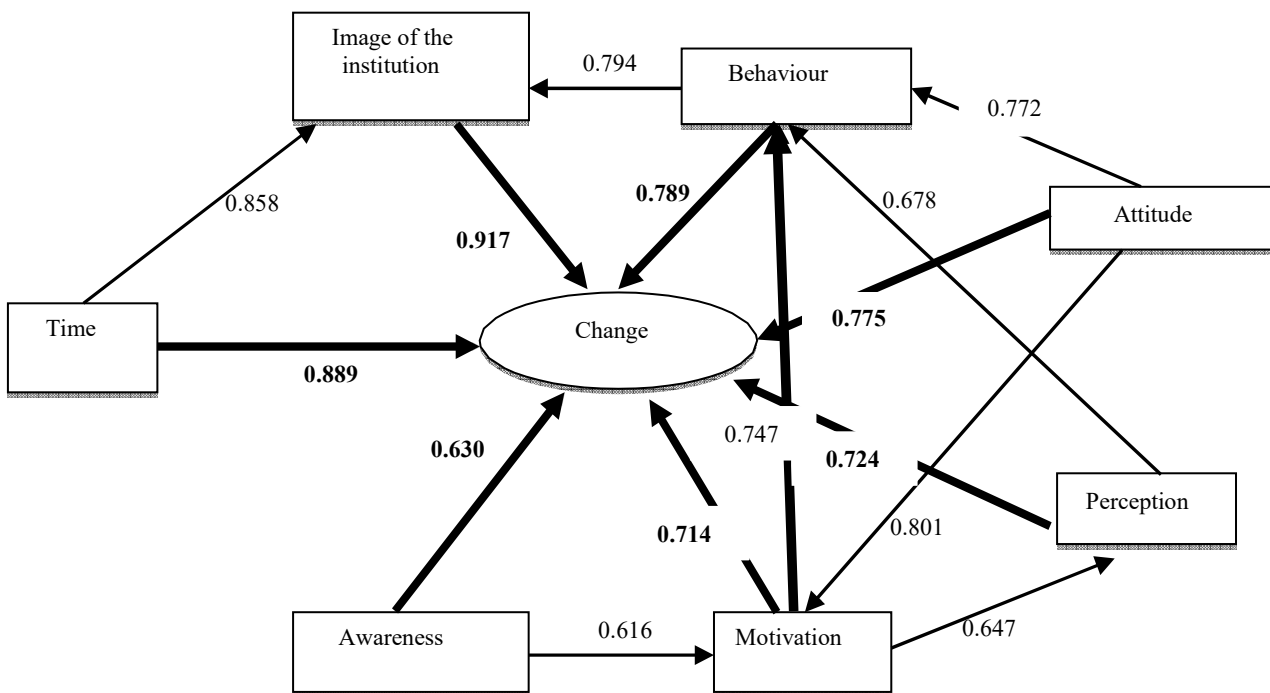 Image of the
institution
0.794
Behaviour
0.772
0.858
0.789
0.678
0.917
Attitude
Time
Change
0.775
0.889
0.630
0.747
0.724
Perception
0.714
0.801
Awareness
0.616
Motivation
0.647